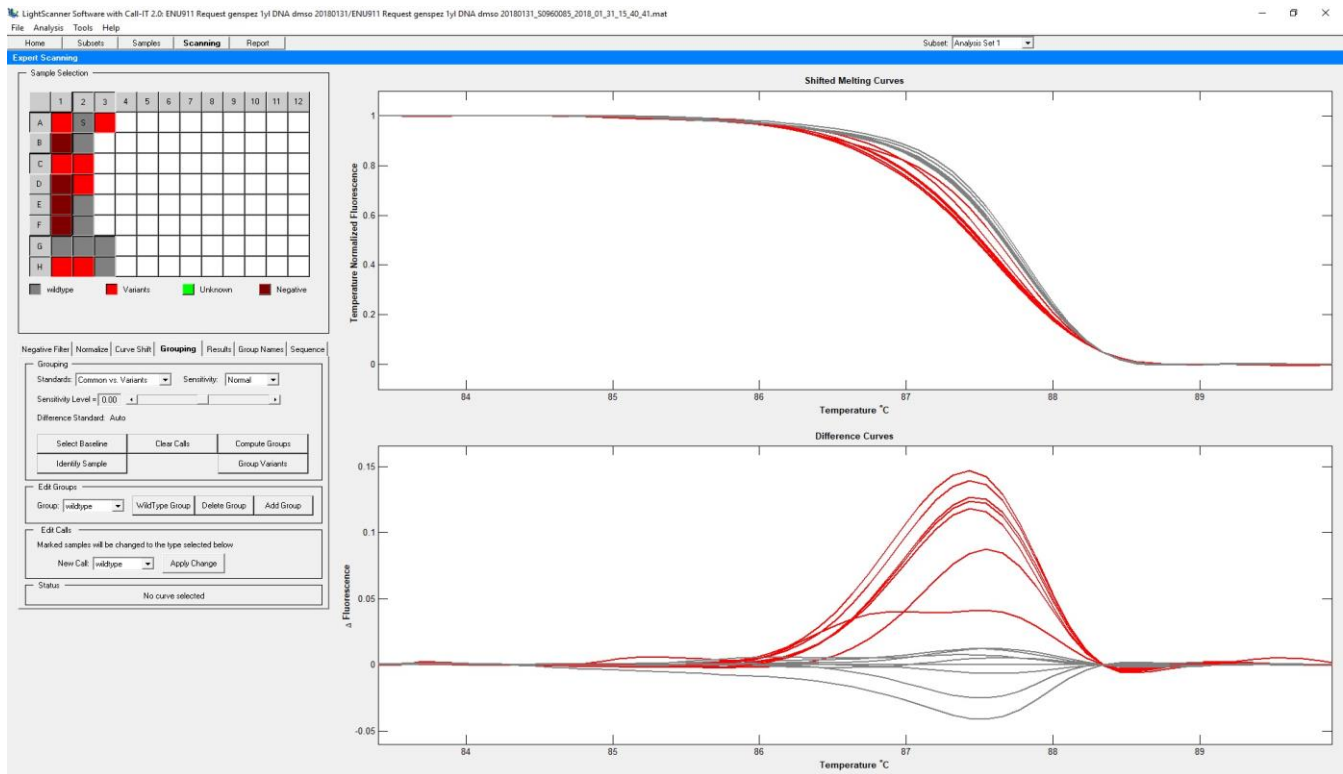 LightScanner Software with Call-IT 2.0: ENU911 Request genspez 1yl DNA dmso 20180131/ENU911 Request genspez 1yl DNA dmso 20180131_S0960085_2018_01_31_15_40_41.mat
File Analysis Tools Help
Home Subsets Samples Scanning Report Subset: Analysis Set 1
Expert Scanning
Sample Selection
1 2 3 4 5 6 7 8 9 10 11 12
A S
B
C
D
E
F
G
H
wildtype Variants Unknown Negative
Negative Filter Normalize Curve Shift Grouping Results Group Names Sequence
Grouping
Standards: Common vs. Variants Sensitivity: Normal
Sensitivity Level = 0.00
Difference Standard: Auto
Select Baseline Clear Calls Compute Groups
Identify Sample Group Variants
Edit Groups
Group: wildtype WildType Group Delete Group Add Group
Edit Calls
Marked samples will be changed to the type selected below
New Call: wildtype Apply Change
Status
No curve selected
Shifted Melting Curves
Temperature Normalized Fluorescence
1
0.8
0.6
0.4
0.2
0
84 85 86 87 88 89
Temperature °C
Difference Curves
Δ Fluorescence
0.15
0.1
0.05
0
-0.05
84 85 86 87 88 89
Temperature °C